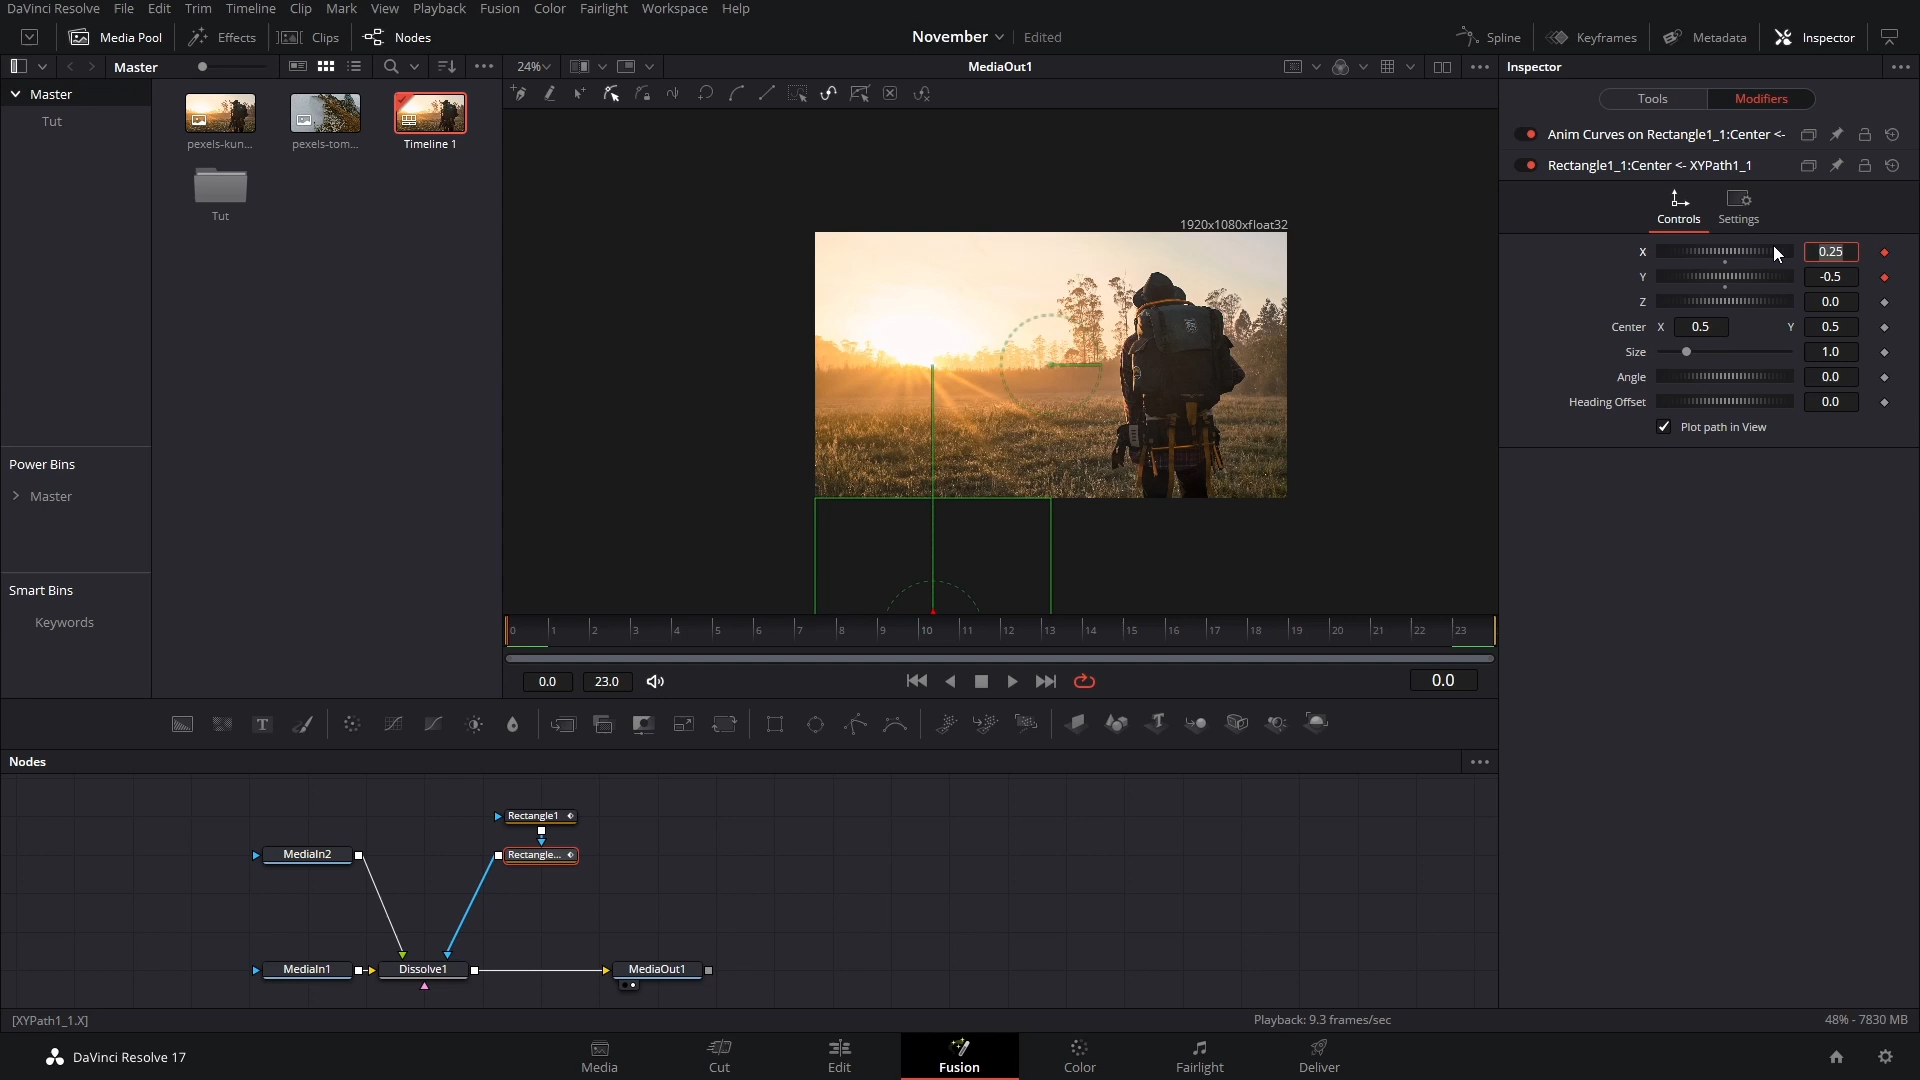 DaVinci Resolve File Edit Trim Timeline Clip Mark View Playback Fusion Color Fairlight Workspace Help
Media Pool Effects Clips Nodes November Edited Spline Keyframes Metadata Inspector
Master 24% MediaOut1 Inspector
Master
Tut
pexels-kun...
pexels-tom...
Timeline 1
Tut
Power Bins
Master
Smart Bins
Keywords
1920x1080xfloat32
Tools Modifiers
Anim Curves on Rectangle1_1:Center <-
Rectangle1_1:Center <- XYPath1_1
Controls Settings
X 0.25
Y -0.5
Z 0.0
Center X 0.5 Y 0.5
Size 1.0
Angle 0.0
Heading Offset 0.0
Plot path in View
0 1 2 3 4 5 6 7 8 9 10 11 12 13 14 15 16 17 18 19 20 21 22 23
0.0 23.0 0.0
T
Nodes
Rectangle1
MediaIn2 Rectangle...
MediaIn1 Dissolve1 MediaOut1
[XYPath1_1.X] Playback: 9.3 frames/sec 48% - 7830 MB
DaVinci Resolve 17 Media Cut Edit Fusion Color Fairlight Deliver